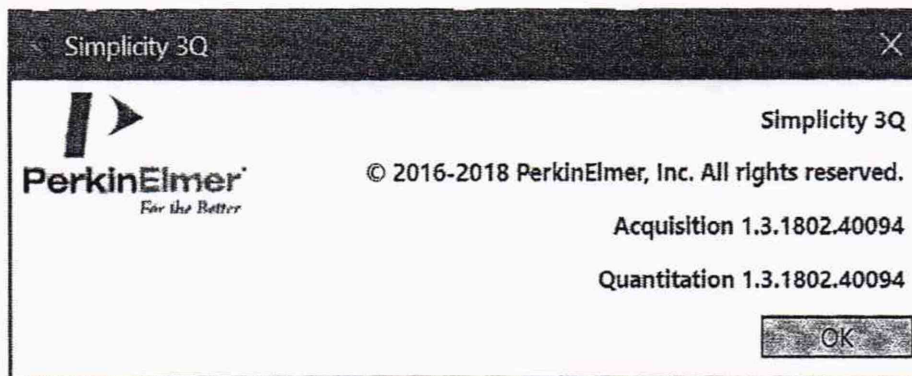 Simplicity 3Q
PerkinElmer
For the Better
Simplicity 3Q
© 2016-2018 PerkinElmer, Inc. All rights reserved.
Acquisition 1.3.1802.40094
Quantitation 1.3.1802.40094
OK